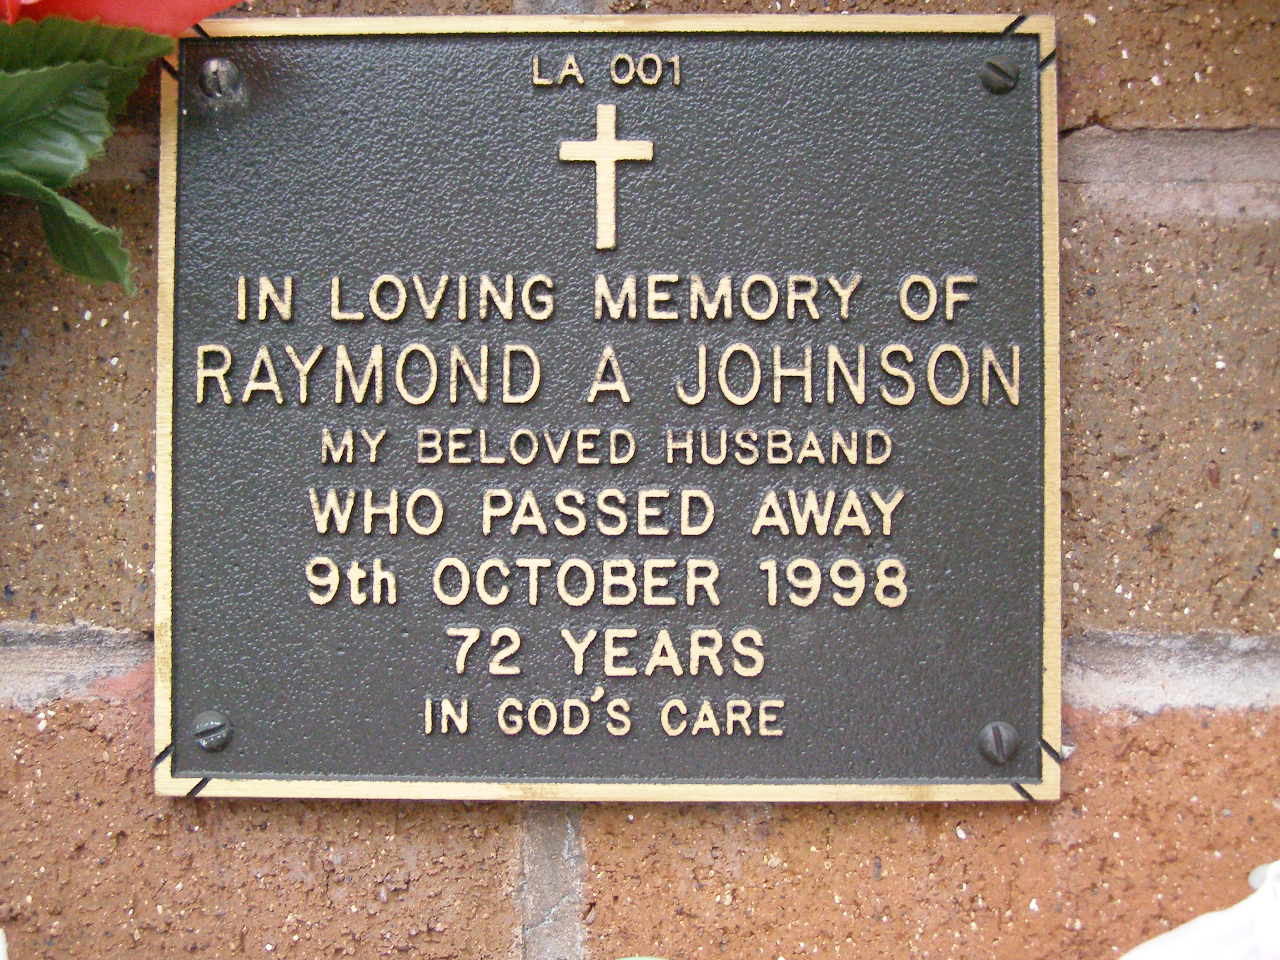 LA 001
IN LOVING MEMORY OF
RAYMOND A JOHNSON
MY BELOVED HUSBAND
WHO PASSED AWAY
9th OCTOBER 1998
72 YEARS
IN GOD'S CARE